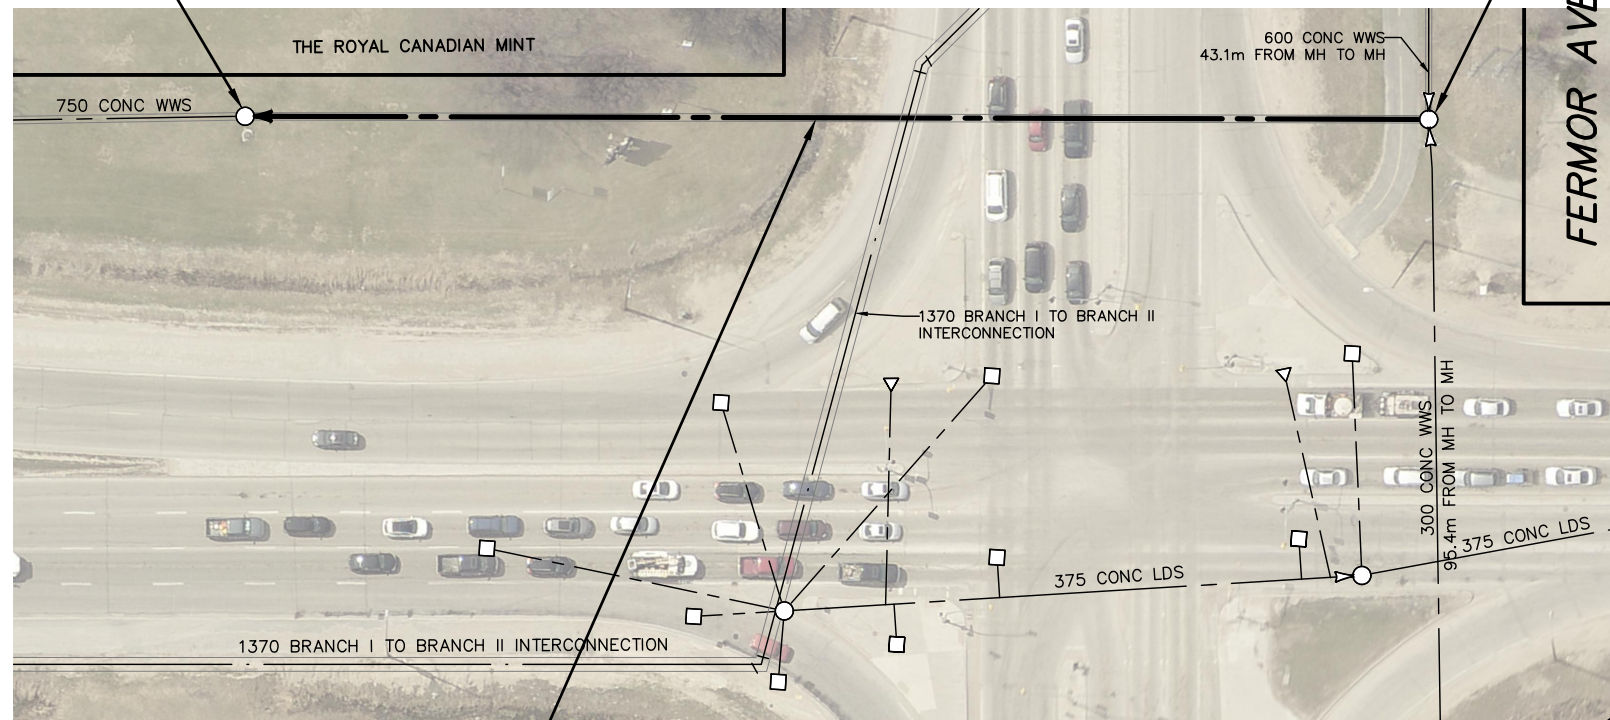 THE ROYAL CANADIAN MINT
750 CONC WWS
600 CONC WWS
43.1m FROM MH TO MH
FERMOR AVE
1370 BRANCH I TO BRANCH II
INTERCONNECTION
300 CONC WWS
95.4m FROM MH TO MH
375 CONC LDS
375 CONC LDS
1370 BRANCH I TO BRANCH II INTERCONNECTION